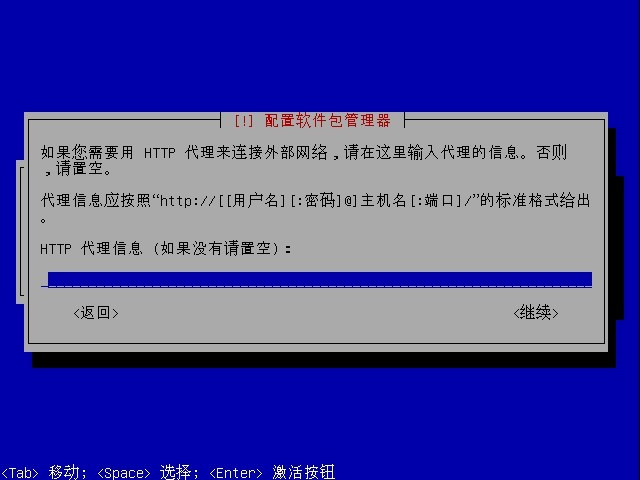 [!] 配置软件包管理器
如果您需要用 HTTP 代理来连接外部网络，请在这里输入代理的信息。否则
，请置空。
代理信息应按照“http://[[用户名][:密码]@]主机名[:端口]/”的标准格式给出
。
HTTP 代理信息 (如果没有请置空)：
<返回> <继续>
<Tab> 移动; <Space> 选择; <Enter> 激活按钮